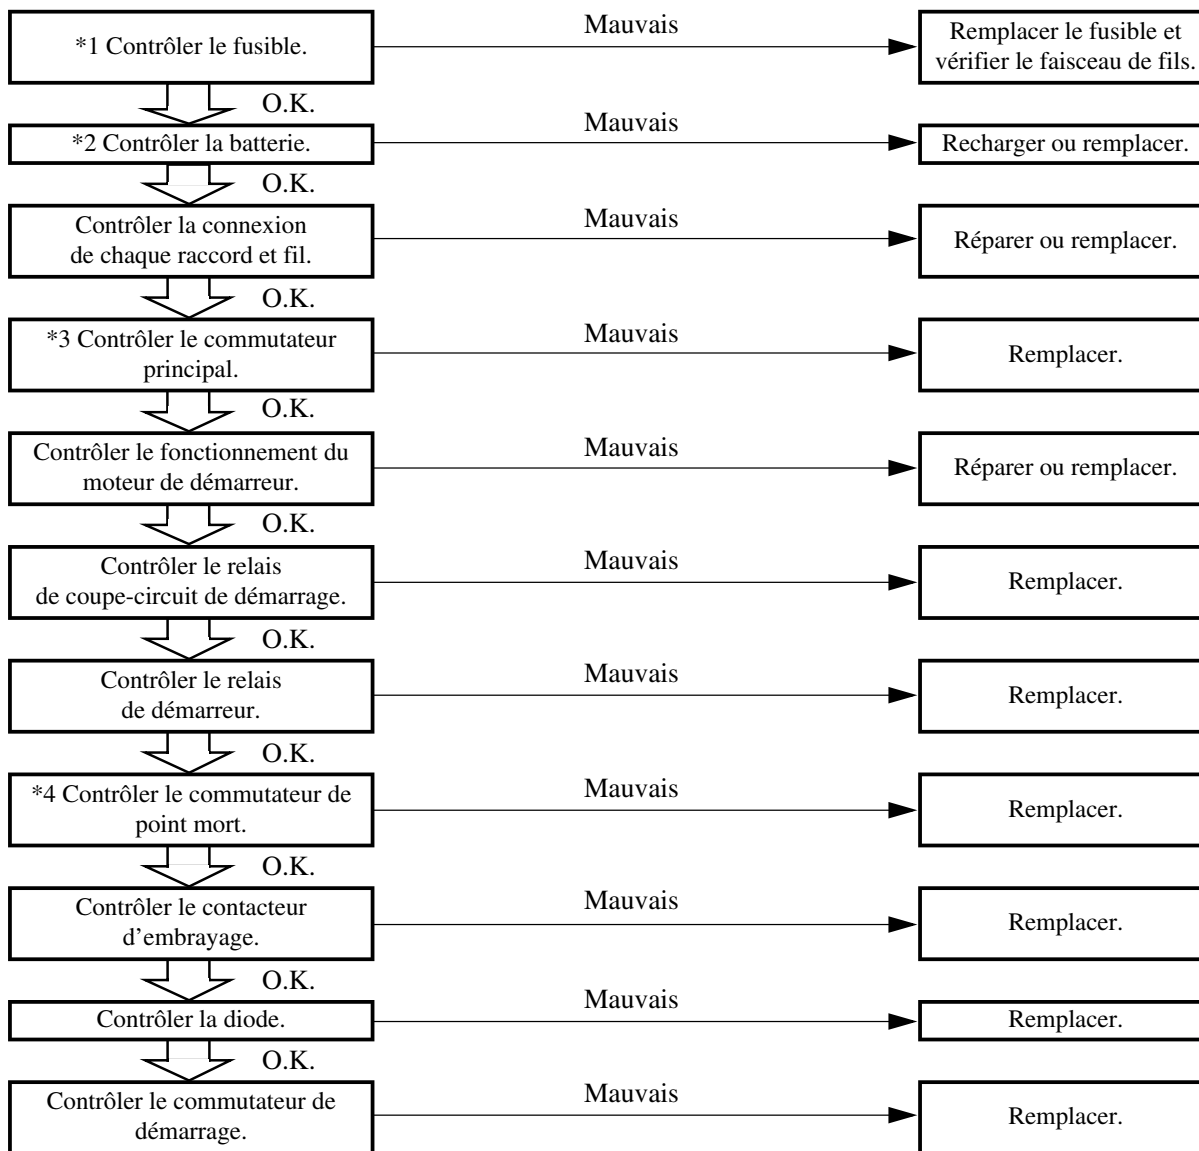 *1 Contrôler le fusible.
Mauvais
Remplacer le fusible et
vérifier le faisceau de fils.
O.K.
*2 Contrôler la batterie.
Mauvais
Recharger ou remplacer.
O.K.
Contrôler la connexion
de chaque raccord et fil.
Mauvais
Réparer ou remplacer.
O.K.
*3 Contrôler le commutateur
principal.
Mauvais
Remplacer.
O.K.
Contrôler le fonctionnement du
moteur de démarreur.
Mauvais
Réparer ou remplacer.
O.K.
Contrôler le relais
de coupe-circuit de démarrage.
Mauvais
Remplacer.
O.K.
Contrôler le relais
de démarreur.
Mauvais
Remplacer.
O.K.
*4 Contrôler le commutateur de
point mort.
Mauvais
Remplacer.
O.K.
Contrôler le contacteur
d’embrayage.
Mauvais
Remplacer.
O.K.
Contrôler la diode.
Mauvais
Remplacer.
O.K.
Contrôler le commutateur de
démarrage.
Mauvais
Remplacer.